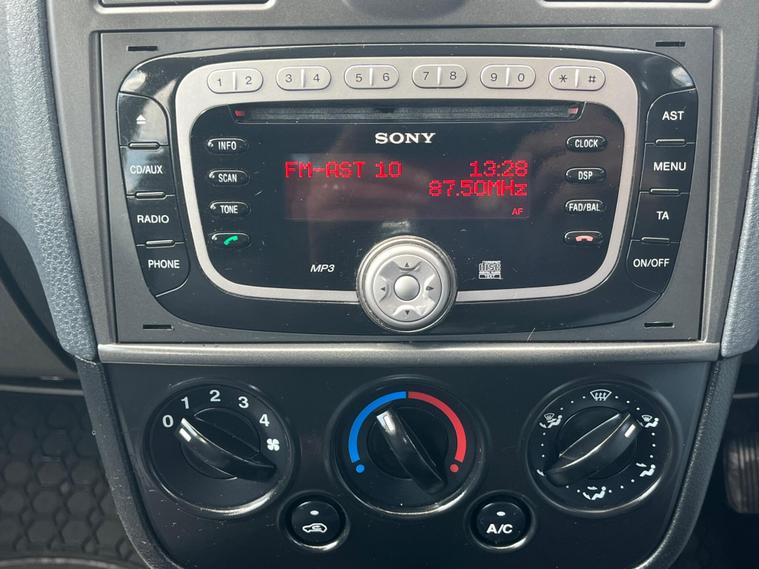 1 2 3 4 5 6 7 8 9 0 * #
SONY
AST
INFO
CLOCK
CD/AUX
FM-AST 10 13:28
MENU
SCAN
87.50MHz
DSP
TONE
AF
FAD/BAL
RADIO
TA
PHONE
MP3
ON/OFF
0 1 2 3 4
A/C